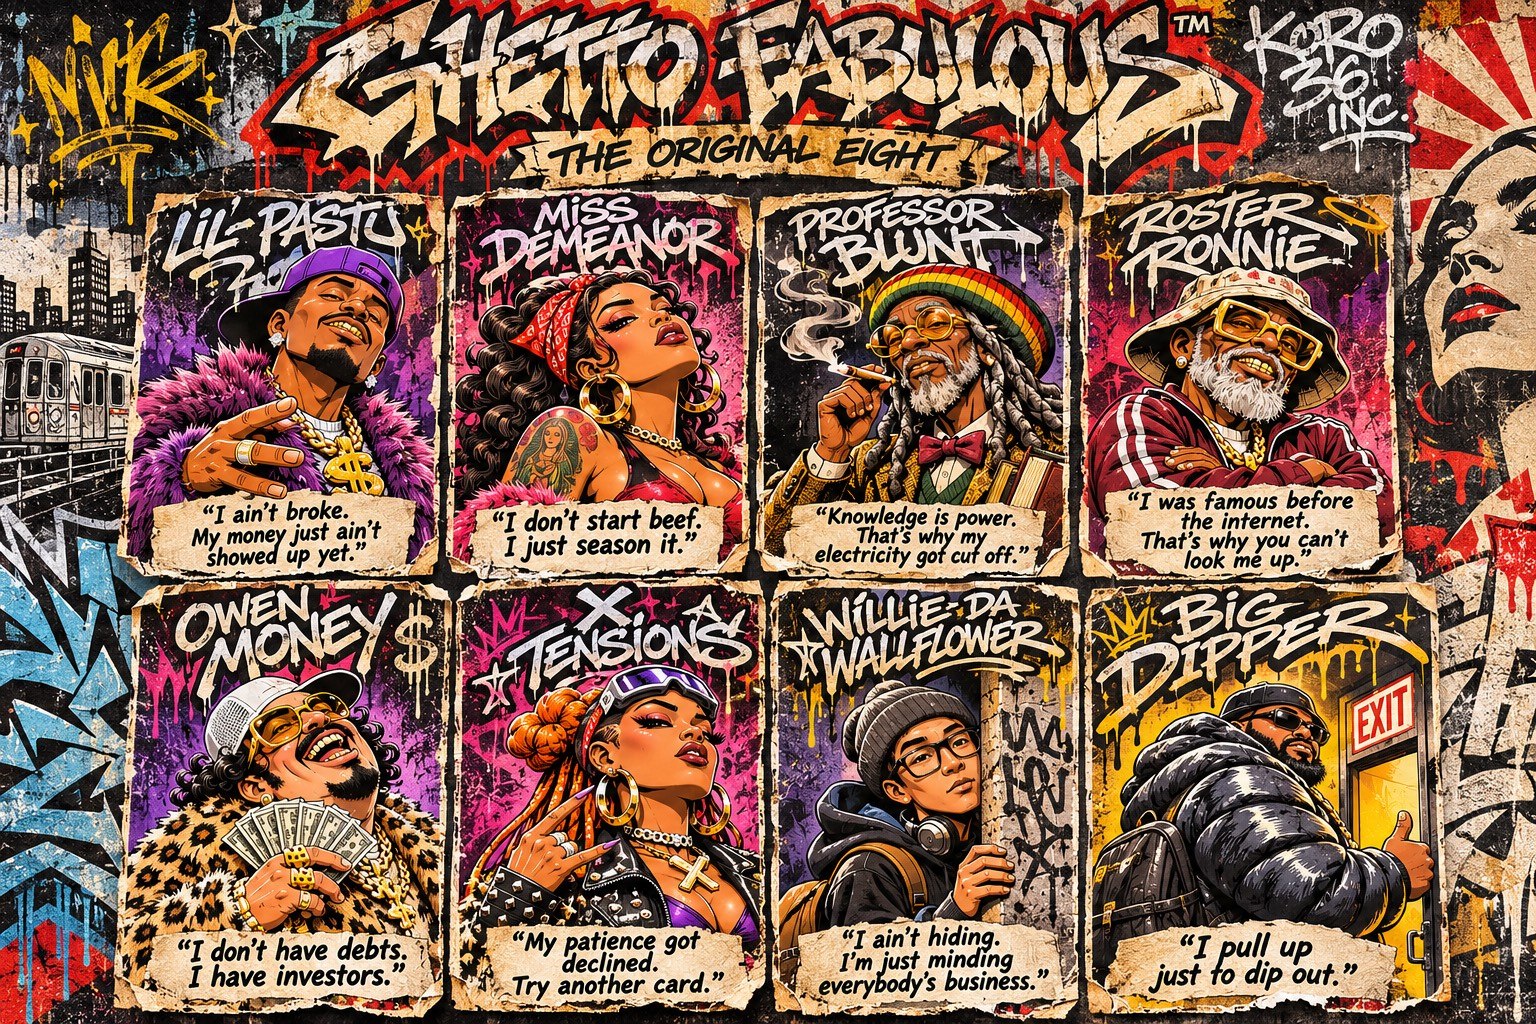 NiK
GHETTO FABULOUS™
KORO
36
INC.
THE ORIGINAL EIGHT
LIL'-PASTY
MISS
DEMEANOR
PROFESSOR
BLUNT
ROSTER
RONNIE
"I ain't broke.
My money just ain't
showed up yet."
"I don't start beef.
I just season it."
"Knowledge is power.
That's why my
electricity got cut off."
"I was famous before
the internet.
That's why you can't
look me up."
OWEN
MONEY $
X
TENSIONS
WILLIE-DA
WALLFLOWER
BIG
DIPPER
EXIT
"I don't have debts.
I have investors."
"My patience got
declined.
Try another card."
"I ain't hiding.
I'm just minding
everybody's business."
"I pull up
just to dip out."